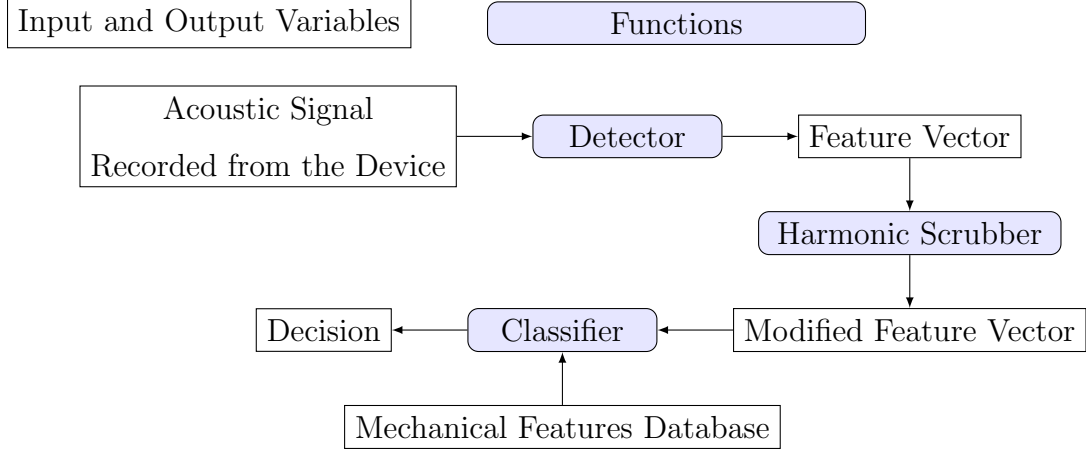 Input and Output Variables
Functions
Acoustic Signal
Recorded from the Device
Detector
Feature Vector
Harmonic Scrubber
Decision
Classifier
Modified Feature Vector
Mechanical Features Database